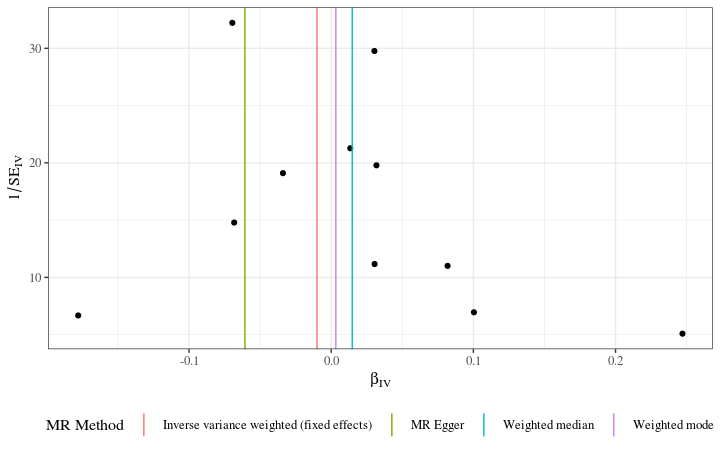 30
20
10
1/SE_IV
-0.1 0.0 0.1 0.2
β_IV
MR Method Inverse variance weighted (fixed effects) MR Egger Weighted median Weighted mode